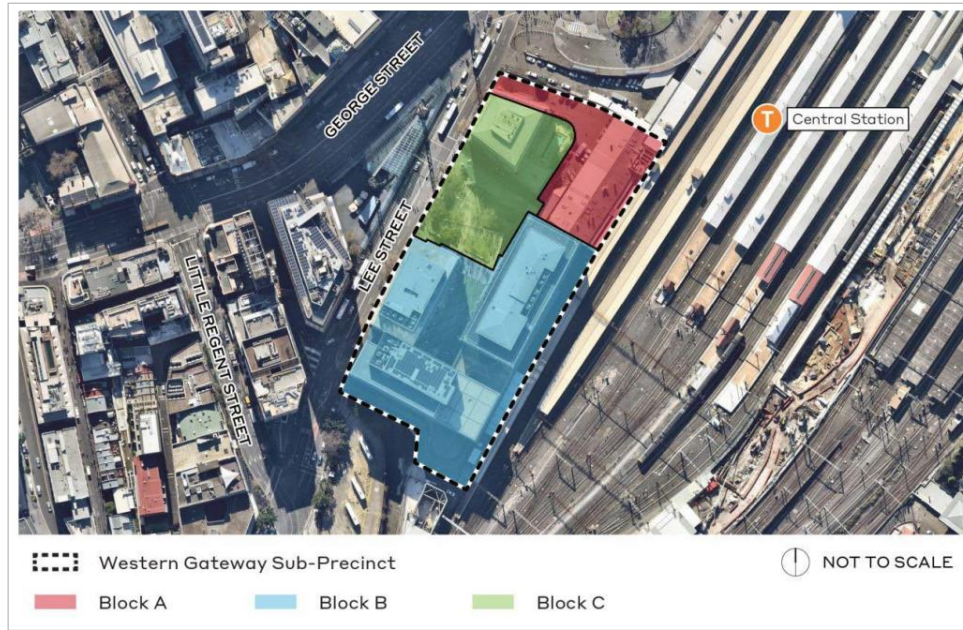 GEORGE STREET
T
Central Station
LEE STREET
LITTLE REGENT STREET
Western Gateway Sub-Precinct
NOT TO SCALE
Block A
Block B
Block C